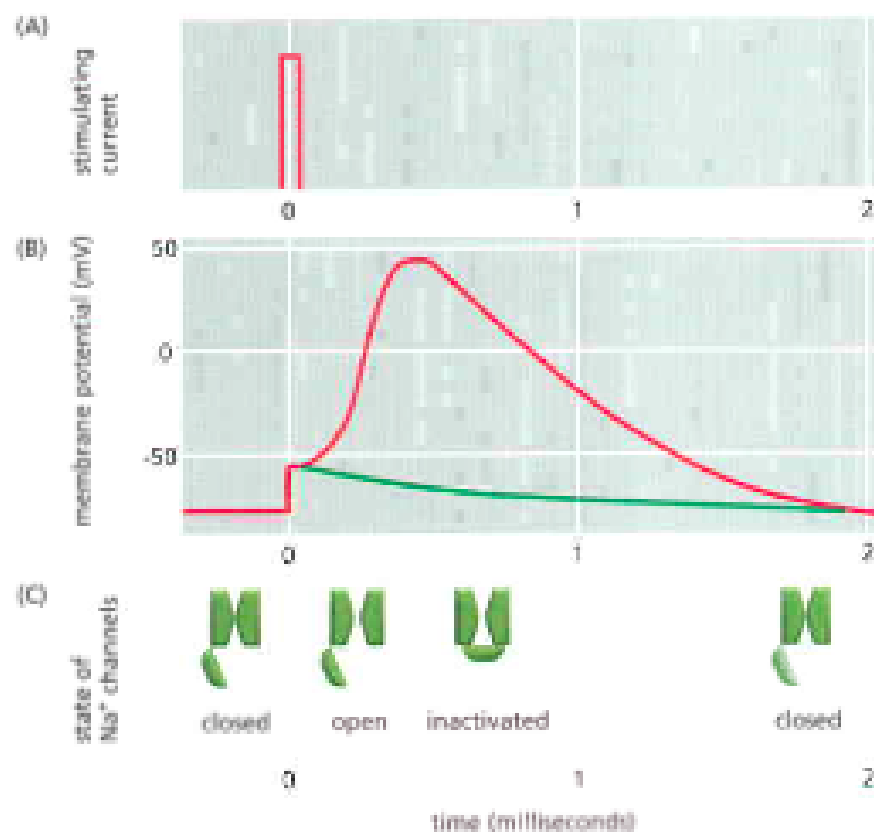 (A)
stimulating
current
0 1 2
(B)
membrane potential (mV)
50
0
-50
0 1 2
(C)
state of
Na⁺ channels
closed open inactivated closed
0 1 2
time (milliseconds)